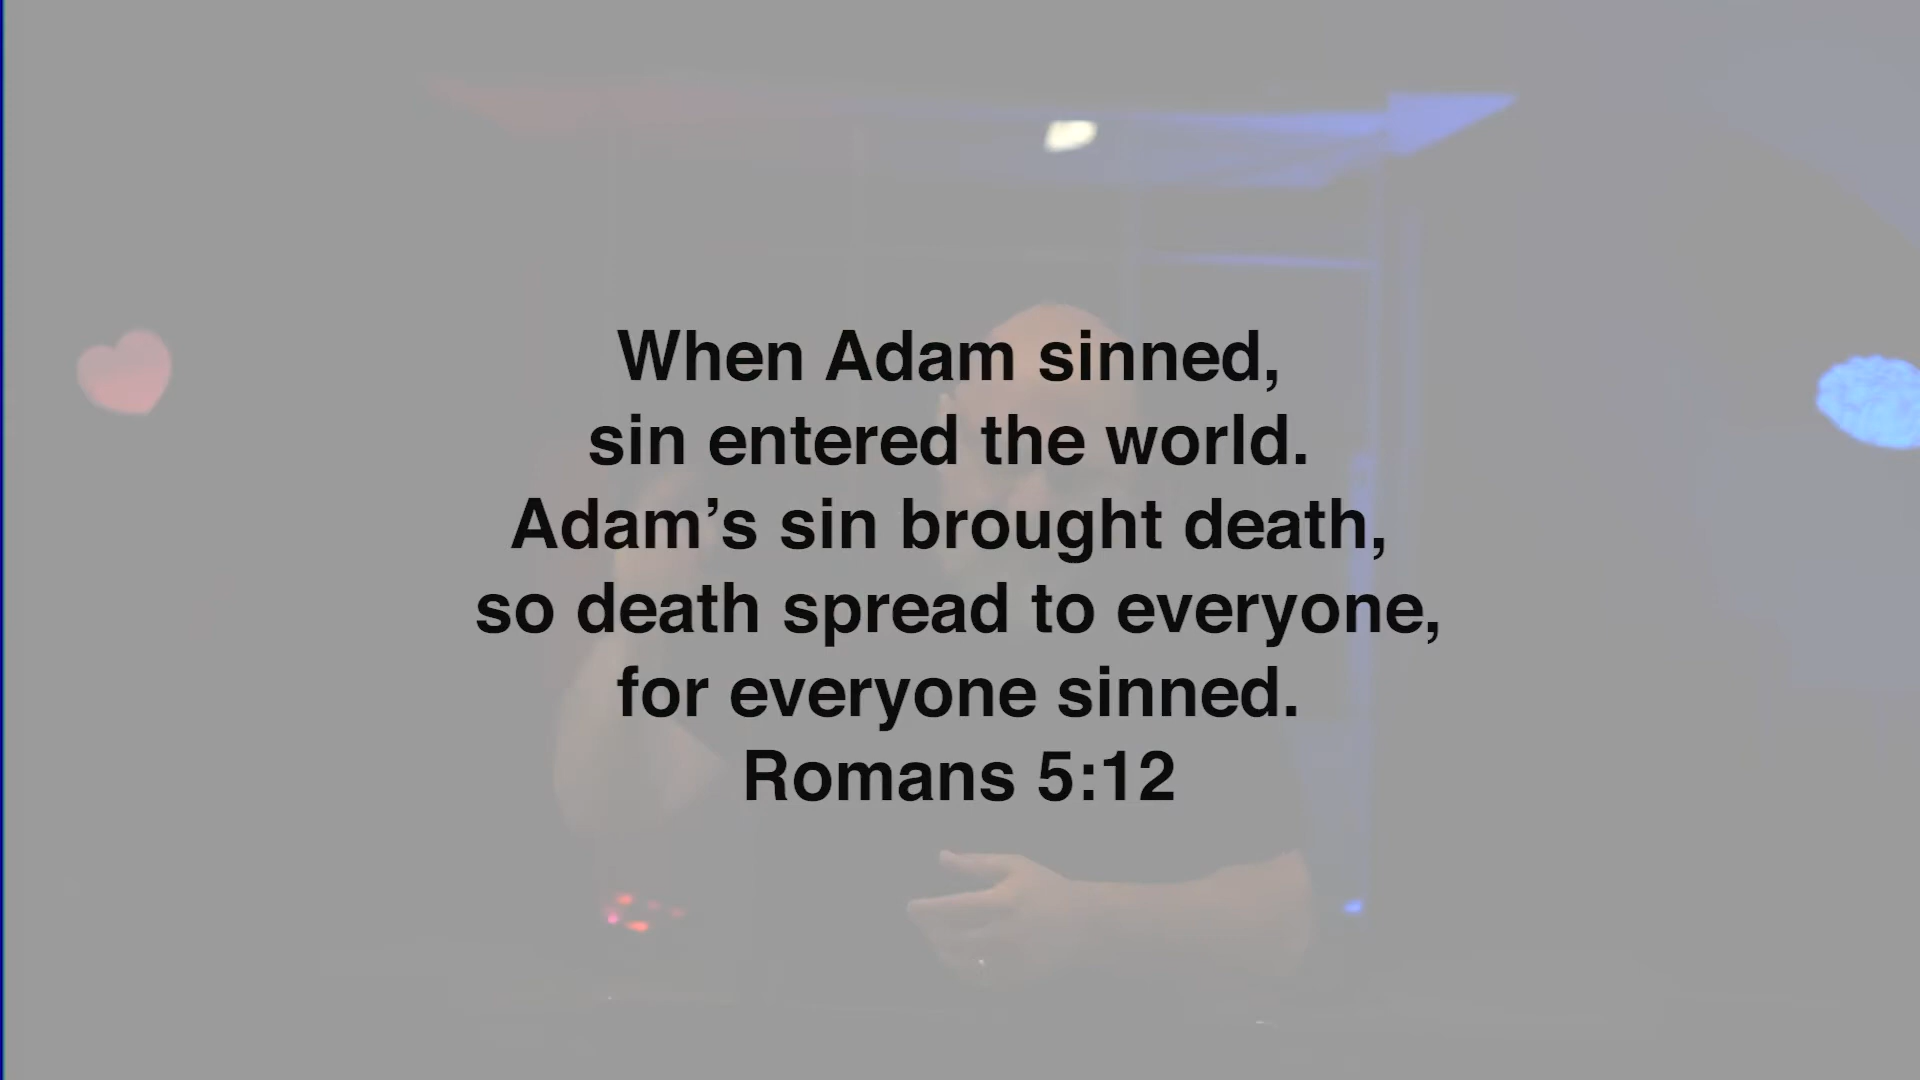 When Adam sinned,
sin entered the world.
Adam’s sin brought death,
so death spread to everyone,
for everyone sinned.
Romans 5:12